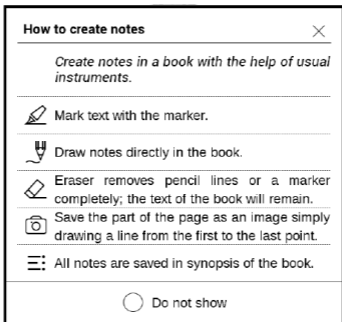 How to create notes
Create notes in a book with the help of usual
instruments.
Mark text with the marker.
Draw notes directly in the book.
Eraser removes pencil lines or a marker
completely; the text of the book will remain.
Save the part of the page as an image simply
drawing a line from the first to the last point.
All notes are saved in synopsis of the book.
Do not show